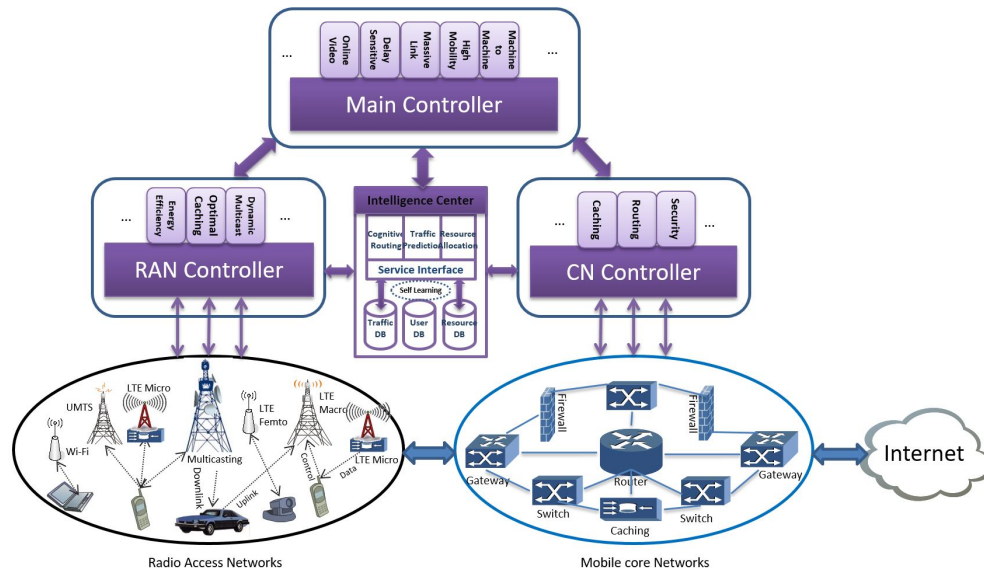 ...
Online
Video
Delay
Sensitive
Massive
Link
High
Mobility
Machine
to
Machine
...
Main Controller
...
Energy
Efficiency
Optimal
Caching
Dynamic
Multicast
...
RAN Controller
Intelligence Center
Cognitive
Routing
Traffic
Prediction
Resource
Allocation
Service Interface
Self Learning
Traffic
DB
User
DB
Resource
DB
...
Caching
Routing
Security
...
CN Controller
UMTS
LTE Micro
Wi-Fi
Multicasting
LTE
Femto
LTE
Macro
LTE Micro
Downlink
Uplink
Control
Data
Radio Access Networks
Firewall
Firewall
Gateway
Router
Gateway
Switch
Caching
Switch
Mobile core Networks
Internet